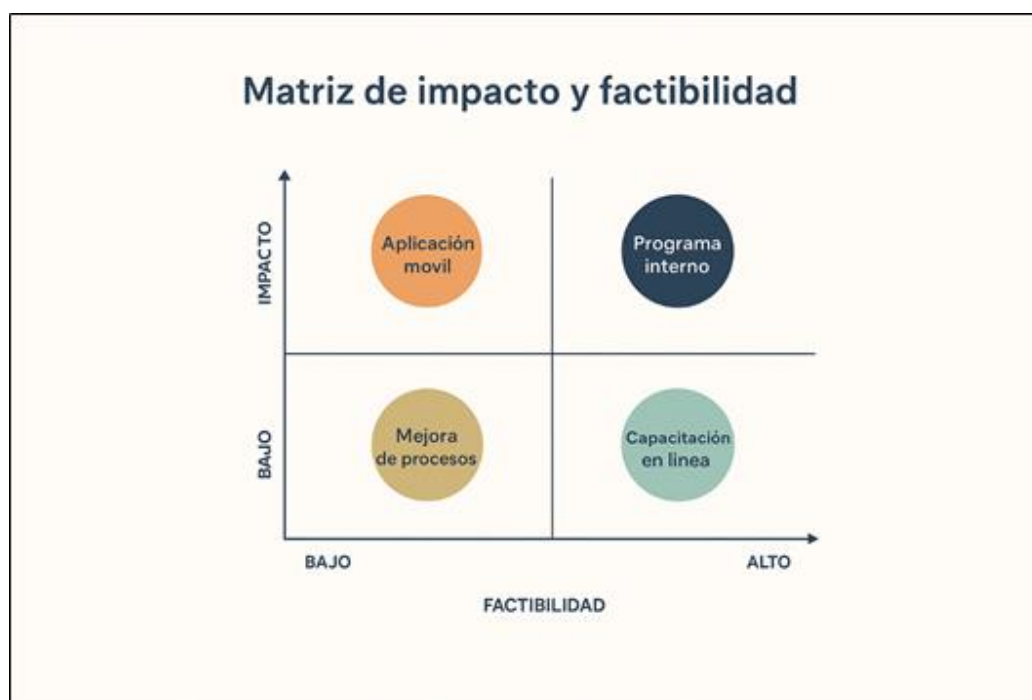 Matriz de impacto y factibilidad
IMPACTO
Aplicación
movil
Programa
interno
BAJO
Mejora
de procesos
Capacitación
en linea
BAJO
ALTO
FACTIBILIDAD